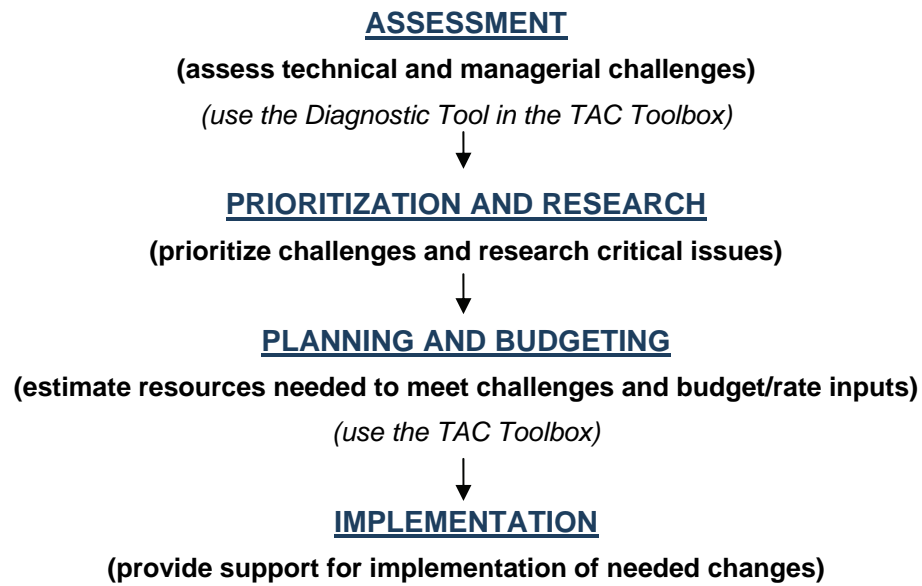 ASSESSMENT
(assess technical and managerial challenges)
(use the Diagnostic Tool in the TAC Toolbox)
PRIORITIZATION AND RESEARCH
(prioritize challenges and research critical issues)
PLANNING AND BUDGETING
(estimate resources needed to meet challenges and budget/rate inputs)
(use the TAC Toolbox)
IMPLEMENTATION
(provide support for implementation of needed changes)